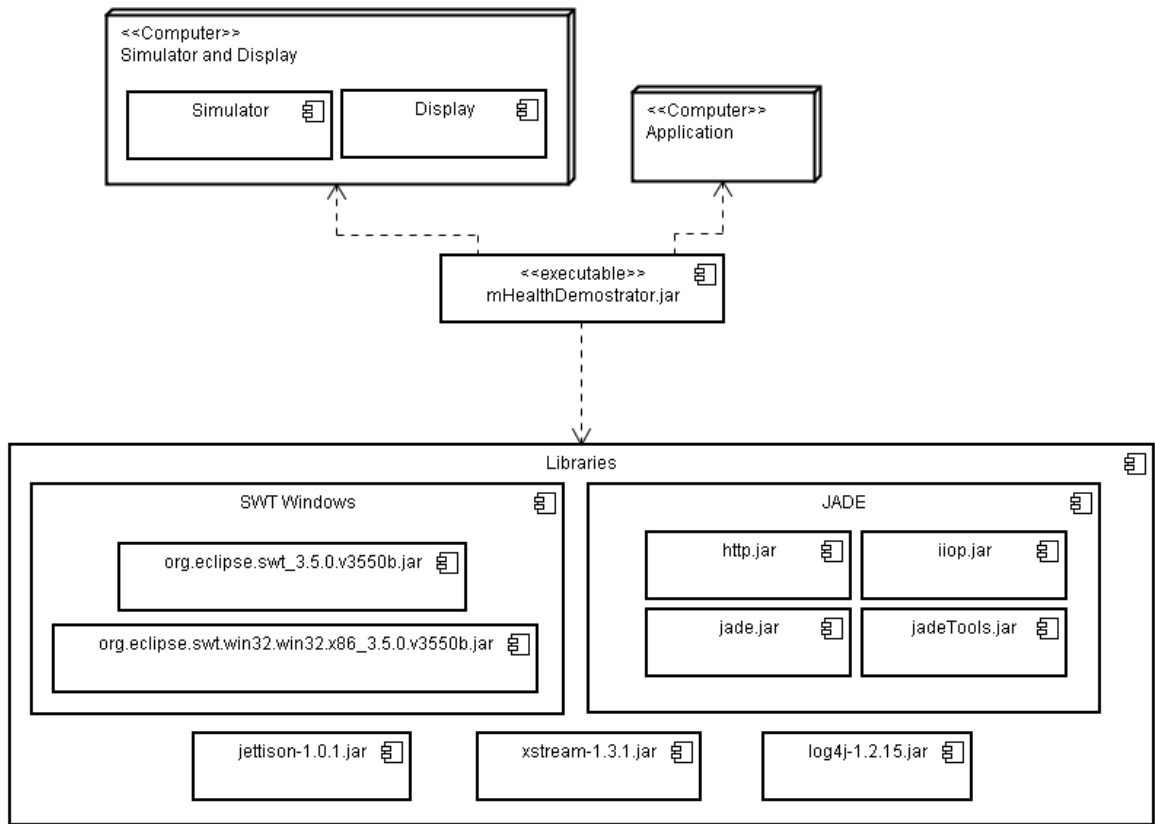 <<Computer>>
Simulator and Display
Simulator
Display
<<Computer>>
Application
<<executable>>
mHealthDemostrator.jar
Libraries
SWT Windows
org.eclipse.swt_3.5.0.v3550b.jar
org.eclipse.swt.win32.win32.x86_3.5.0.v3550b.jar
JADE
http.jar
iiop.jar
jade.jar
jadeTools.jar
jettison-1.0.1.jar
xstream-1.3.1.jar
log4j-1.2.15.jar